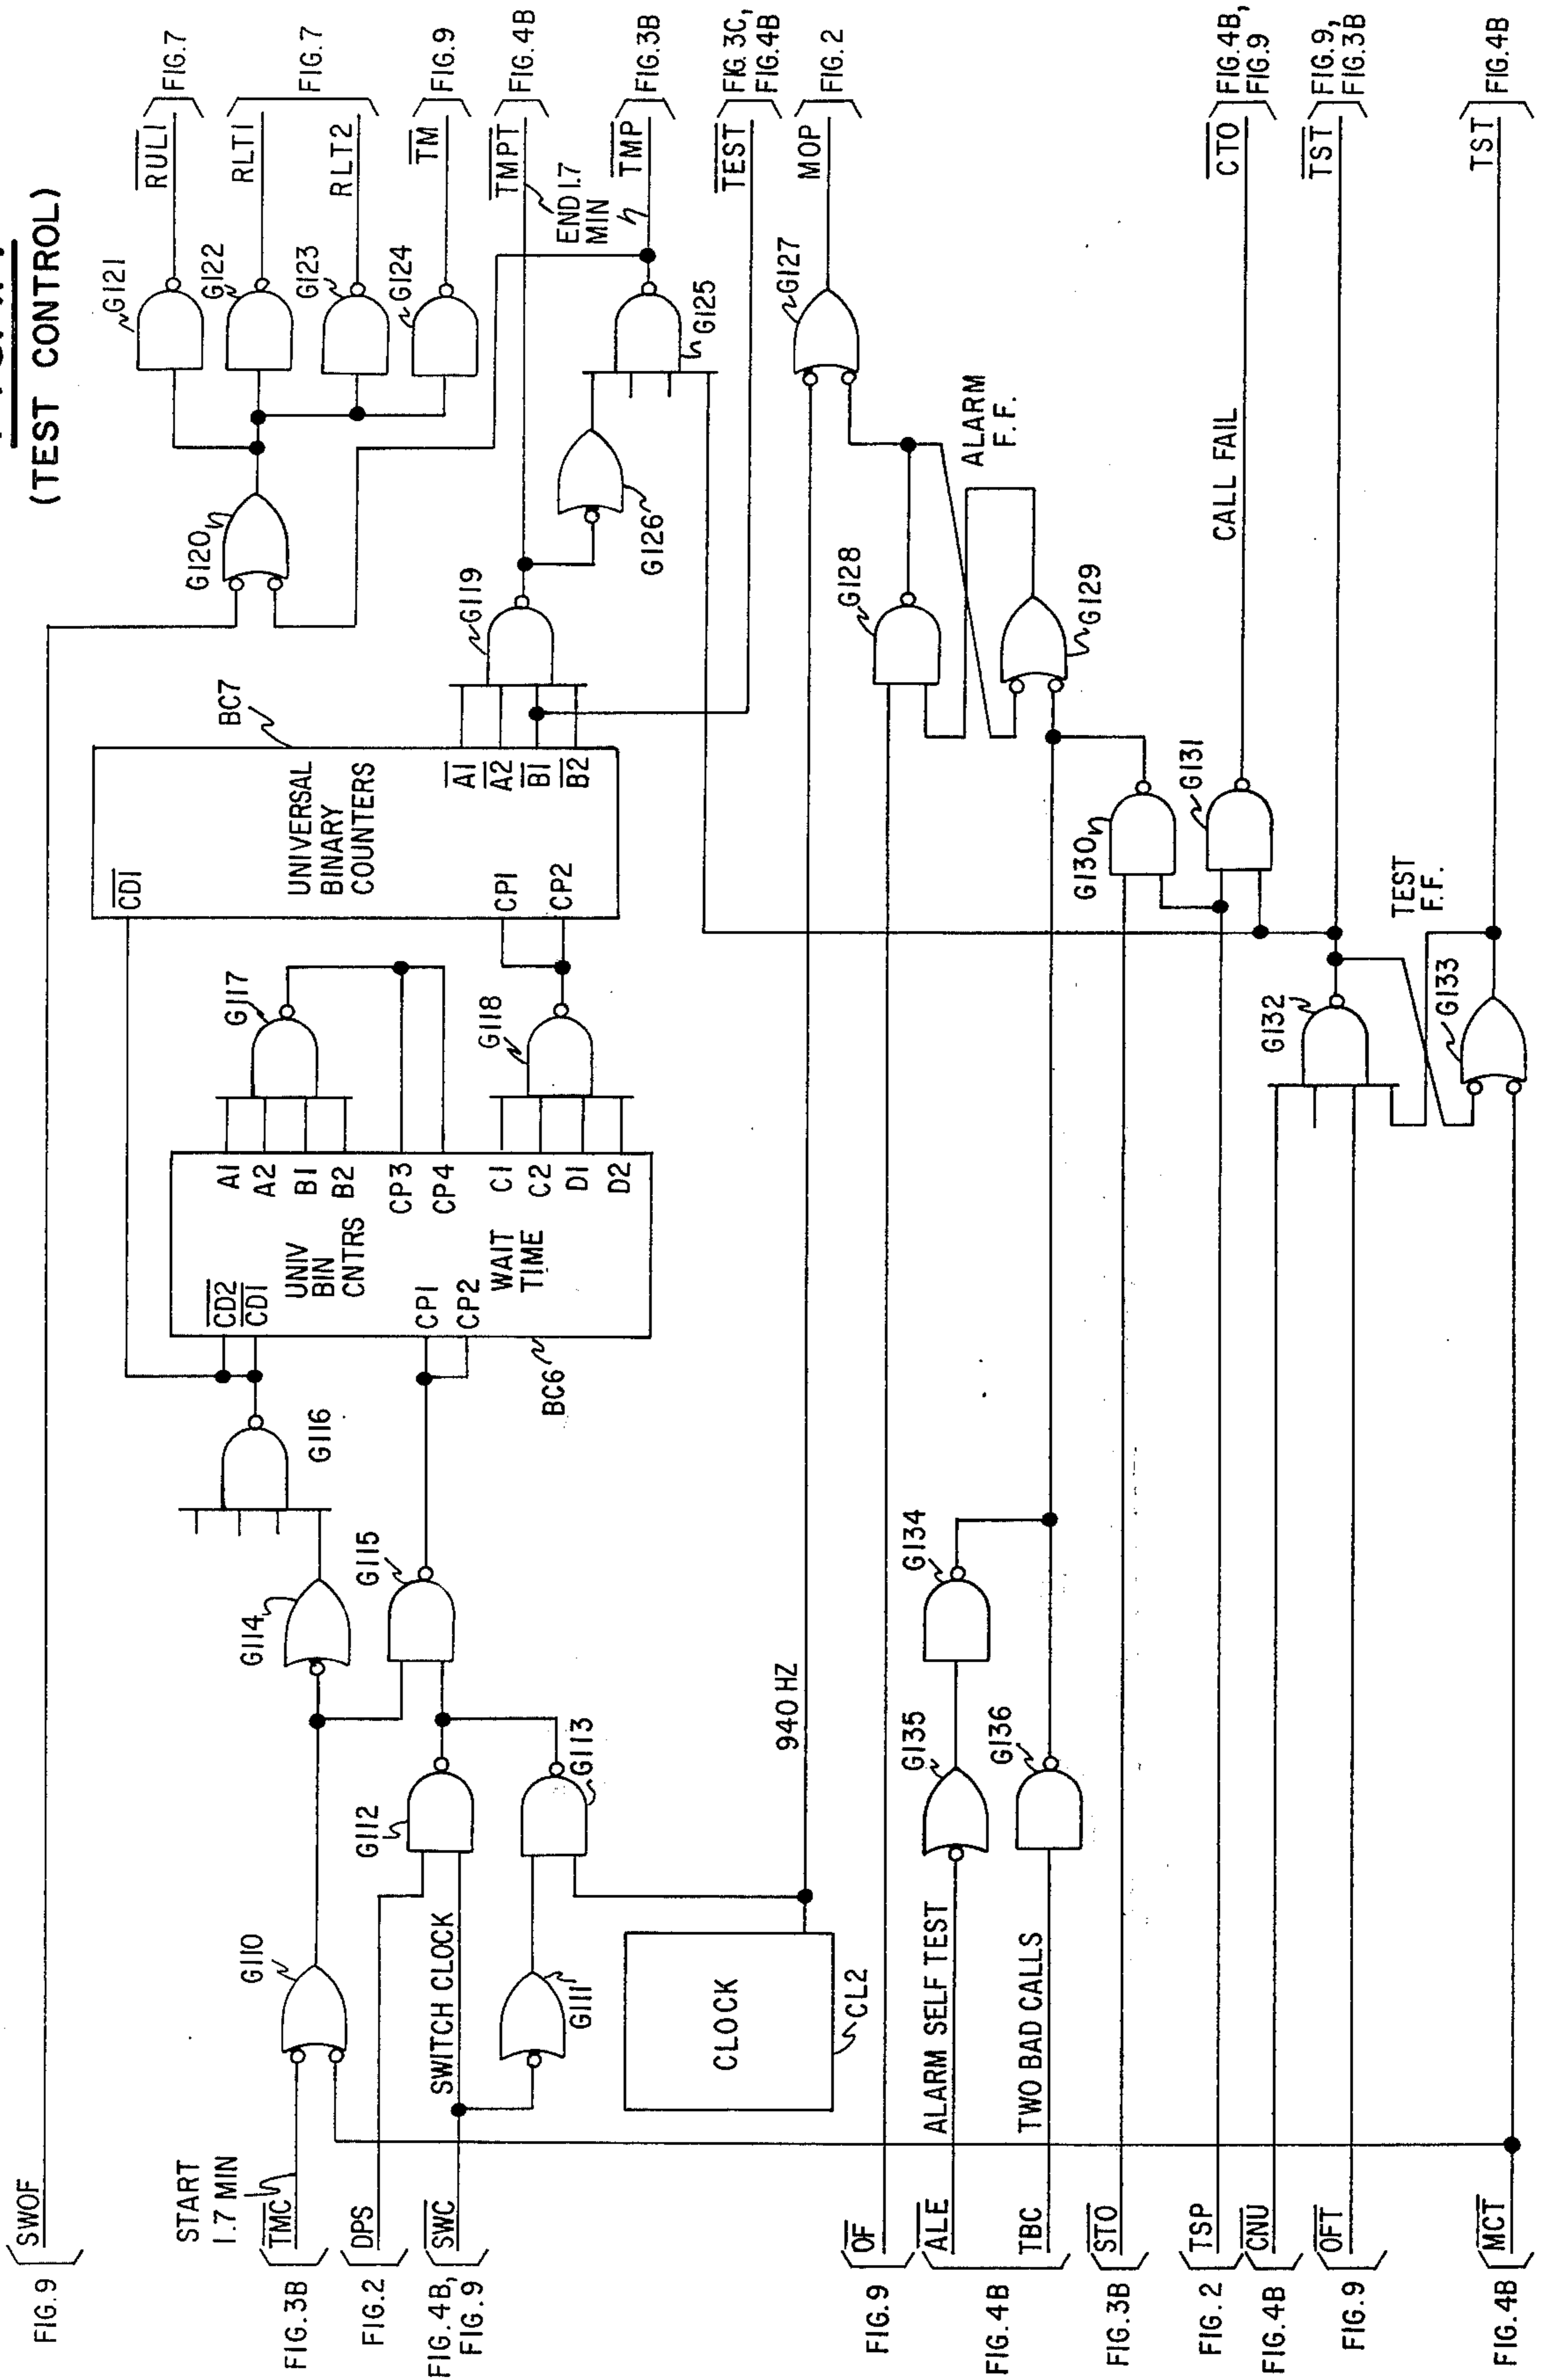 (TEST CONTROL)
FIG.9
SWOF
START
1.7 MIN
TMC
FIG.3B
DPS
FIG.2
SWC
FIG.4B,
FIG.9
SWITCH CLOCK
G110
G111
G112
G113
G114
G115
G116
CLOCK
CL2
940 HZ
CD2
CD1
UNIV
BIN
CNTRS
CP1
CP2
WAIT
TIME
BC6
A1
A2
B1
B2
CP3
CP4
C1
C2
D1
D2
G117
G118
CD1
UNIVERSAL
BINARY
COUNTERS
CP1
CP2
BC7
A1
A2
B1
B2
G119
G120
G121
G122
G123
G124
G125
G126
G127
RUL1
FIG.7
RLT1
RLT2
FIG.7
TM
FIG.9
TMPT
FIG.4B
END 1.7
MIN
TMP
FIG.3B
TEST
FIG.3C,
FIG.4B
MOP
FIG.2
OF
FIG.9
ALE
ALARM SELF TEST
TBC
TWO BAD CALLS
FIG.4B
G135
G134
G136
G128
G129
ALARM
F.F.
STO
FIG.3B
TSP
FIG.2
CNU
FIG.4B
OFT
FIG.9
MCT
FIG.4B
G130
G131
G132
G133
TEST
F.F.
CALL FAIL
CTO
FIG.4B,
FIG.9
TST
FIG.9,
FIG.3B
TST
FIG.4B